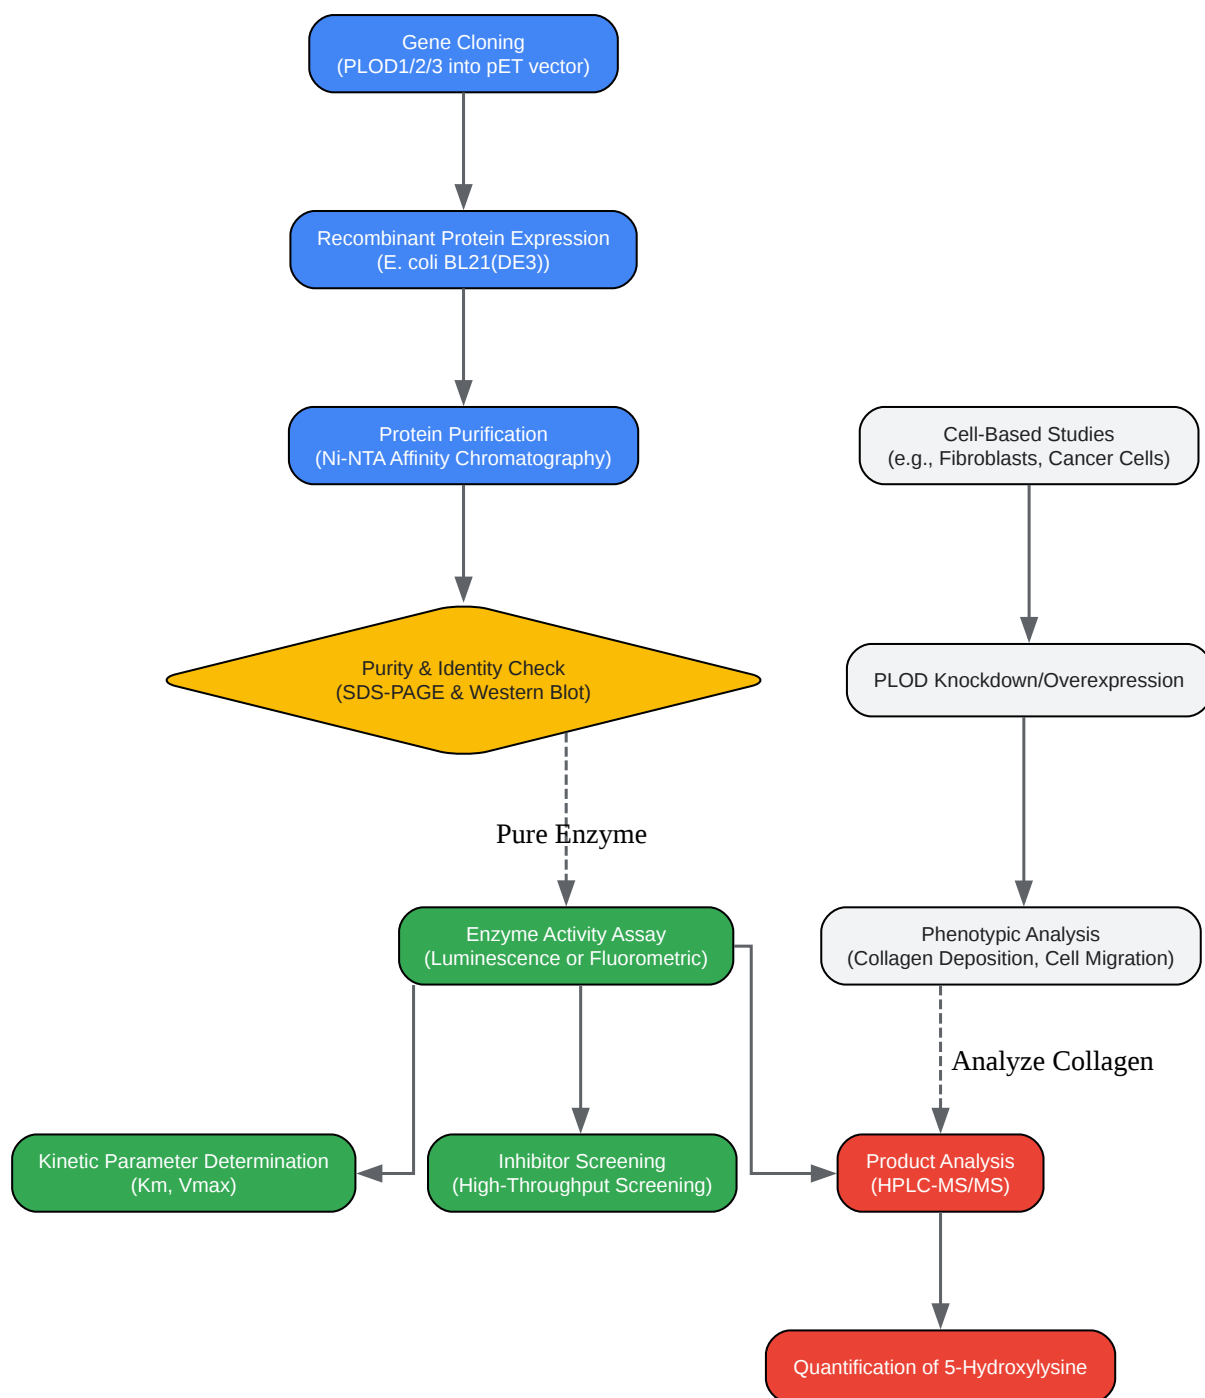 Gene Cloning
(PLOD1/2/3 into pET vector)
Recombinant Protein Expression
(E. coli BL21(DE3))
Protein Purification
(Ni-NTA Affinity Chromatography)
Cell-Based Studies
(e.g., Fibroblasts, Cancer Cells)
Purity & Identity Check
(SDS-PAGE & Western Blot)
PLOD Knockdown/Overexpression
Pure Enzyme
Enzyme Activity Assay
(Luminescence or Fluorometric)
Phenotypic Analysis
(Collagen Deposition, Cell Migration)
Analyze Collagen
Kinetic Parameter Determination
(Km, Vmax)
Inhibitor Screening
(High-Throughput Screening)
Product Analysis
(HPLC-MS/MS)
Quantification of 5-Hydroxylysine